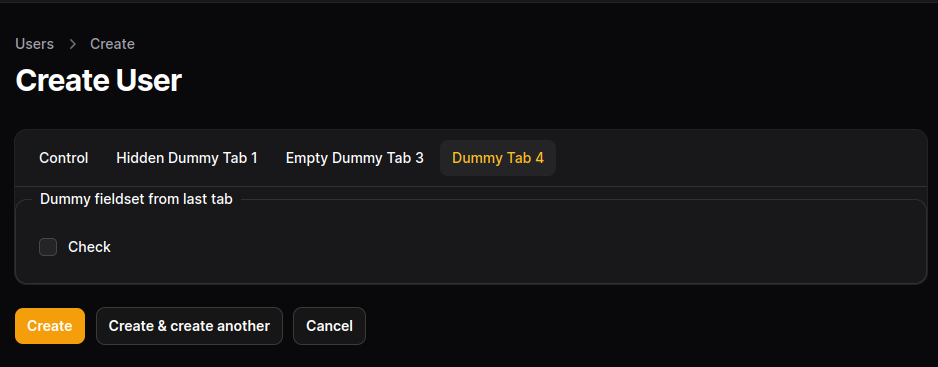 Users > Create
Create User
Control Hidden Dummy Tab 1 Empty Dummy Tab 3 Dummy Tab 4
Dummy fieldset from last tab
Check
Create Create & create another Cancel